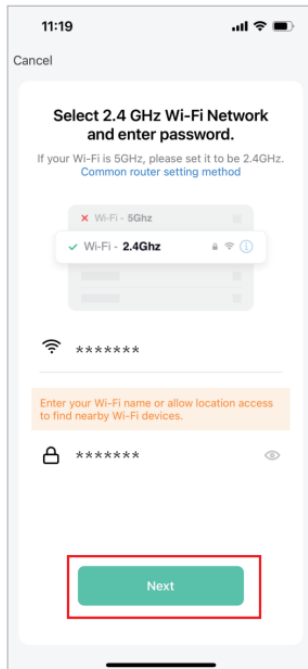 11:19
Cancel
Select 2.4 GHz Wi-Fi Network
and enter password.
If your Wi-Fi is 5GHz, please set it to be 2.4GHz.
Common router setting method
Wi-Fi - 5Ghz
Wi-Fi - 2.4Ghz
*******
Enter your Wi-Fi name or allow location access
to find nearby Wi-Fi devices.
*******
Next